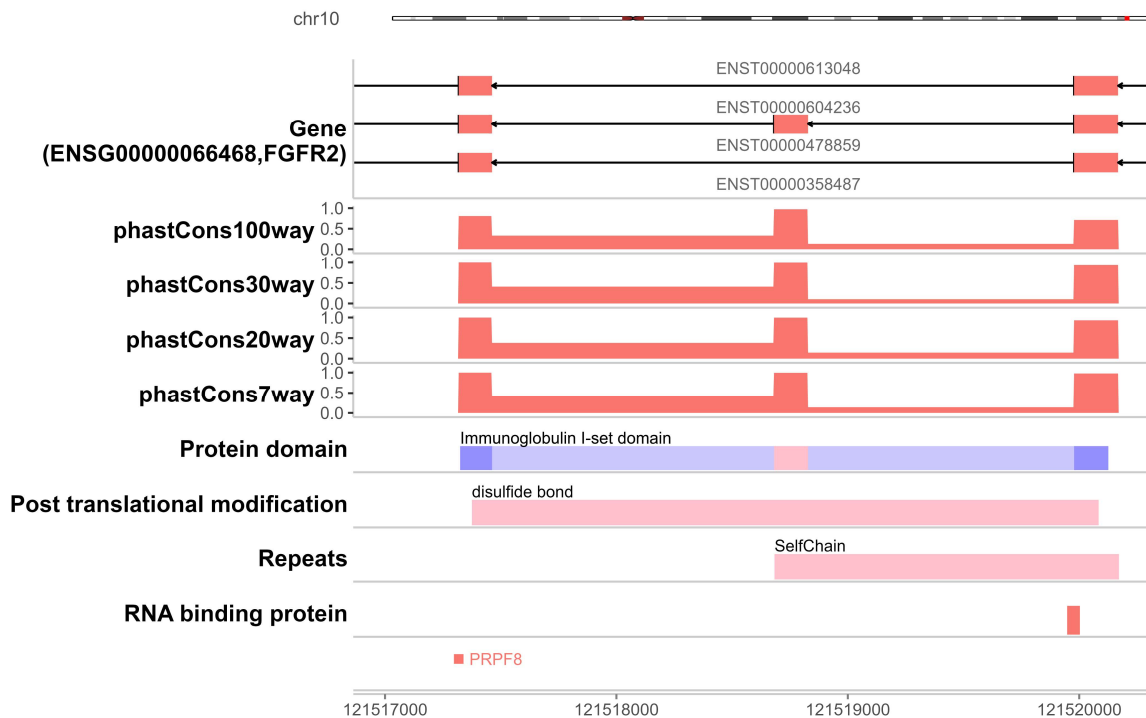 chr10
ENST00000613048
ENST00000604236
ENST00000478859
ENST00000358487
Gene
(ENSG00000066468,FGFR2)
phastCons100way
1.0
0.5
0.0
phastCons30way
1.0
0.5
0.0
phastCons20way
1.0
0.5
0.0
phastCons7way
1.0
0.5
0.0
Protein domain
Immunoglobulin I-set domain
Post translational modification
disulfide bond
Repeats
SelfChain
RNA binding protein
PRPF8
121517000 121518000 121519000 121520000